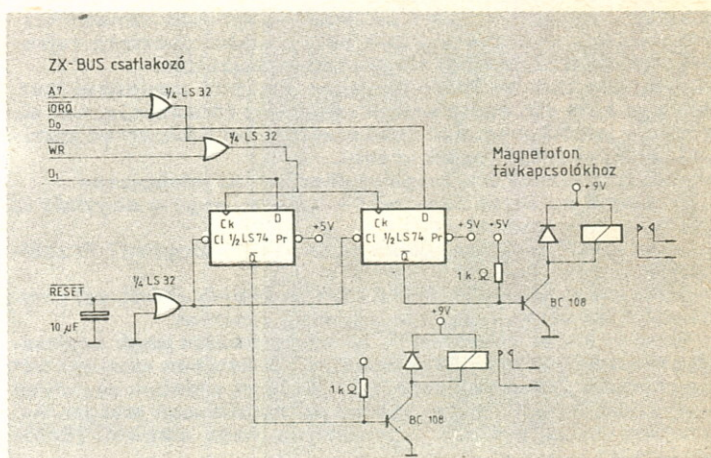 ZX-BUS csatlakozó
A7
¼ LS 32
IORQ
D₀
¼ LS 32
WR
D₁
Magnetofon
távkapcsolókhoz
+9V
D
D
Ck
+5V
Ck
+5V
+5V
Cl ½ LS74 Pr
Cl ½ LS74 Pr
Q
Q
1 k Ω
BC 108
¼ LS 32
RESET
10 µF
+9V
1 k Ω
BC 108